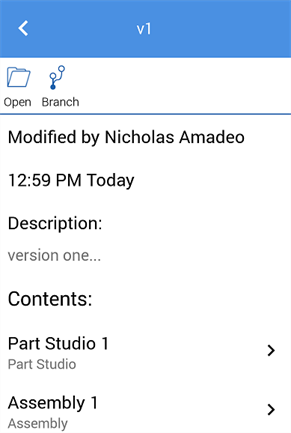 v1
Open Branch
Modified by Nicholas Amadeo
12:59 PM Today
Description:
version one...
Contents:
Part Studio 1
Part Studio
Assembly 1
Assembly